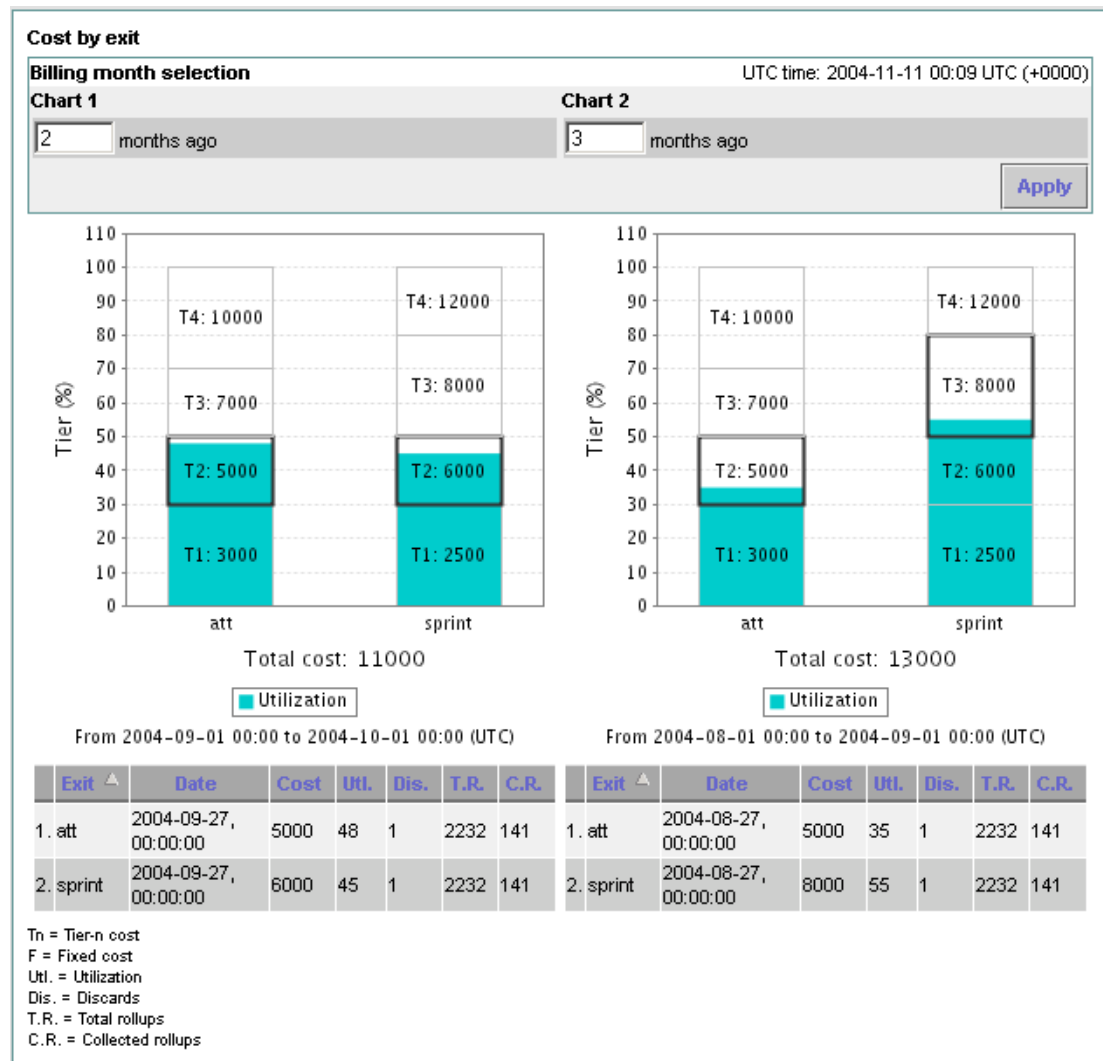 Cost by exit
Billing month selection UTC time: 2004-11-11 00:09 UTC (+0000)
Chart 1 Chart 2
2 months ago 3 months ago
Apply
110
100
90
80
70
60
50
40
30
20
10
0
Tier (%)
T4: 10000
T3: 7000
T2: 5000
T1: 3000
T4: 12000
T3: 8000
T2: 6000
T1: 2500
att sprint
Total cost: 11000
Utilization
From 2004-09-01 00:00 to 2004-10-01 00:00 (UTC)
110
100
90
80
70
60
50
40
30
20
10
0
Tier (%)
T4: 10000
T3: 7000
T2: 5000
T1: 3000
T4: 12000
T3: 8000
T2: 6000
T1: 2500
att sprint
Total cost: 13000
Utilization
From 2004-08-01 00:00 to 2004-09-01 00:00 (UTC)
Exit Date Cost Utl. Dis. T.R. C.R.
1. att 2004-09-27, 00:00:00 5000 48 1 2232 141
2. sprint 2004-09-27, 00:00:00 6000 45 1 2232 141
Exit Date Cost Utl. Dis. T.R. C.R.
1. att 2004-08-27, 00:00:00 5000 35 1 2232 141
2. sprint 2004-08-27, 00:00:00 8000 55 1 2232 141
Tn = Tier-n cost
F = Fixed cost
Utl. = Utilization
Dis. = Discards
T.R. = Total rollups
C.R. = Collected rollups